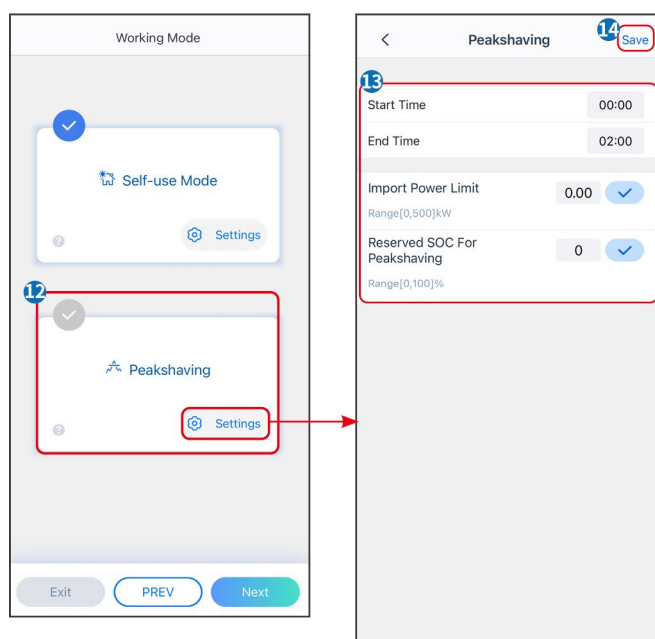 Working Mode
Self-use Mode
?
Settings
12
Peakshaving
?
Settings
Exit
PREV
Next
Peakshaving
14
Save
13
Start Time
00:00
End Time
02:00
Import Power Limit
0.00
Range[0,500]kW
Reserved SOC For
Peakshaving
0
Range[0,100]%